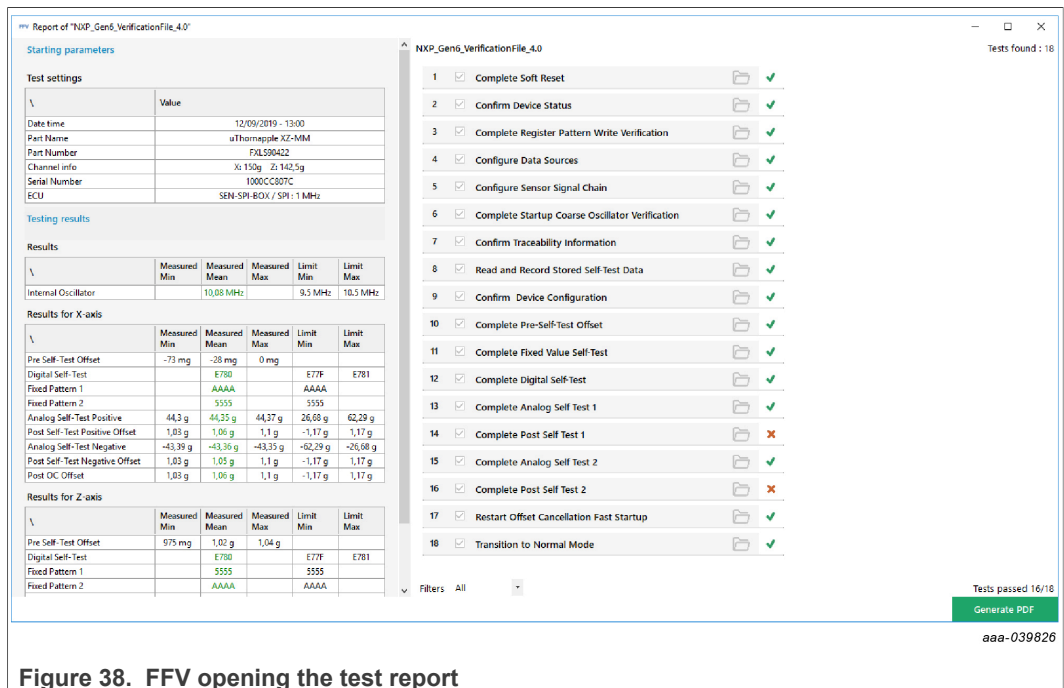 FFV Report of "NXP_Gen6_VerificationFile_4.0"
Starting parameters
Test settings
\ Value
Date time 12/09/2019 - 13:00
Part Name uThornapple XZ-MM
Part Number FXLS90422
Channel info X: 150g Z: 142,5g
Serial Number 1000CC807C
ECU SEN-SPI-BOX / SPI : 1 MHz
Testing results
Results
\ Measured Min Measured Mean Measured Max Limit Min Limit Max
Internal Oscillator 10,08 MHz 9.5 MHz 10.5 MHz
Results for X-axis
\ Measured Min Measured Mean Measured Max Limit Min Limit Max
Pre Self-Test Offset -73 mg -28 mg 0 mg
Digital Self-Test E780 E77F E781
Fixed Pattern 1 AAAA AAAA
Fixed Pattern 2 5555 5555
Analog Self-Test Positive 44,3 g 44,35 g 44,37 g 26,68 g 62,29 g
Post Self-Test Positive Offset 1,03 g 1,06 g 1,1 g -1,17 g 1,17 g
Analog Self-Test Negative -43,39 g -43,36 g -43,35 g -62,29 g -26,68 g
Post Self-Test Negative Offset 1,03 g 1,05 g 1,1 g -1,17 g 1,17 g
Post OC Offset 1,03 g 1,06 g 1,1 g -1,17 g 1,17 g
Results for Z-axis
\ Measured Min Measured Mean Measured Max Limit Min Limit Max
Pre Self-Test Offset 975 mg 1,02 g 1,04 g
Digital Self-Test E780 E77F E781
Fixed Pattern 1 5555 5555
Fixed Pattern 2 AAAA AAAA
NXP_Gen6_VerificationFile_4.0 Tests found : 18
1 Complete Soft Reset
2 Confirm Device Status
3 Complete Register Pattern Write Verification
4 Configure Data Sources
5 Configure Sensor Signal Chain
6 Complete Startup Coarse Oscillator Verification
7 Confirm Traceability Information
8 Read and Record Stored Self-Test Data
9 Confirm Device Configuration
10 Complete Pre-Self-Test Offset
11 Complete Fixed Value Self-Test
12 Complete Digital Self-Test
13 Complete Analog Self Test 1
14 Complete Post Self Test 1
15 Complete Analog Self Test 2
16 Complete Post Self Test 2
17 Restart Offset Cancellation Fast Startup
18 Transition to Normal Mode
Filters All Tests passed 16/18
Generate PDF
aaa-039826
Figure 38. FFV opening the test report